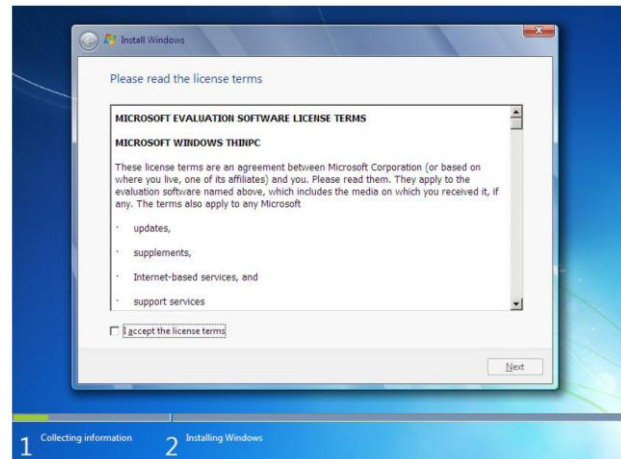 Install Windows
Please read the license terms
MICROSOFT EVALUATION SOFTWARE LICENSE TERMS
MICROSOFT WINDOWS THINPC
These license terms are an agreement between Microsoft Corporation (or based on
where you live, one of its affiliates) and you. Please read them. They apply to the
evaluation software named above, which includes the media on which you received it, if
any. The terms also apply to any Microsoft
· updates,
· supplements,
· Internet-based services, and
· support services
I accept the license terms
Next
1 Collecting information 2 Installing Windows